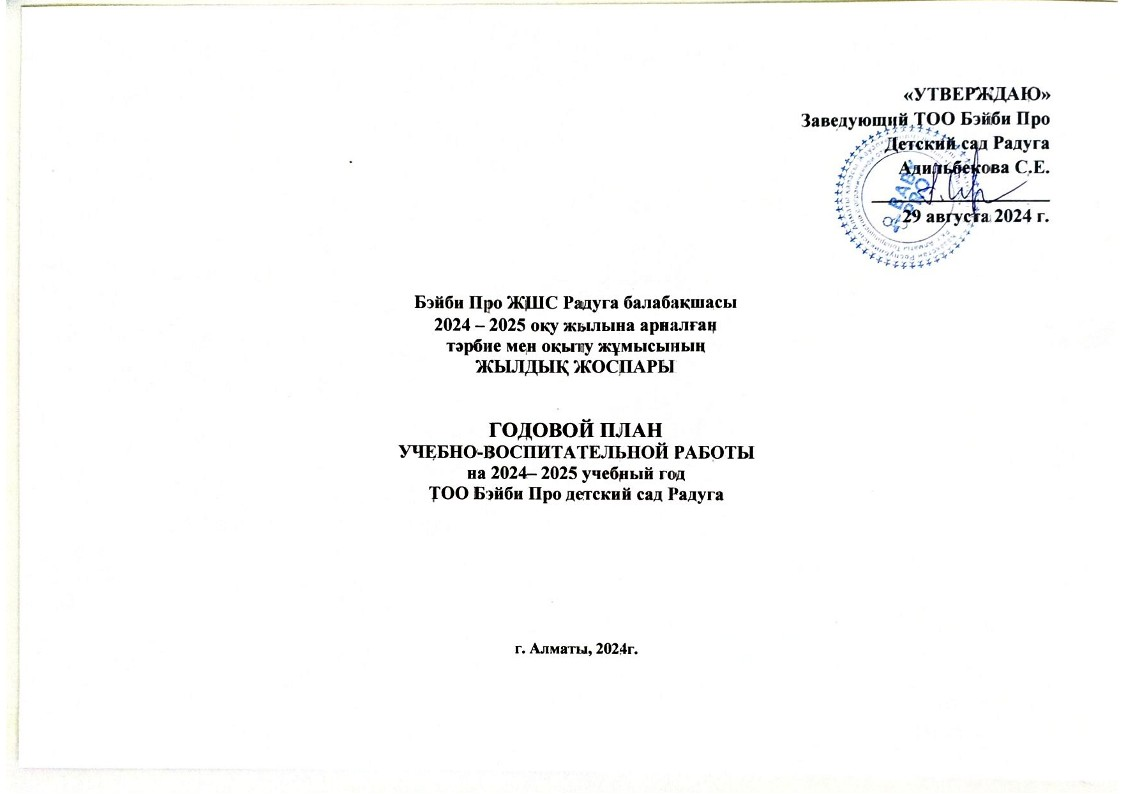 «УТВЕРЖДАЮ»
Заведующий ТОО Бэйби Про
Детский сад Радуга
Адильбекова С.Е.
BABY
PRO
29 августа 2024 г.
Бэйби Про ЖШС Радуга балабақшасы
2024 – 2025 оқу жылына арналған
тәрбие мен оқыту жұмысының
ЖЫЛДЫҚ ЖОСПАРЫ
ГОДОВОЙ ПЛАН
УЧЕБНО-ВОСПИТАТЕЛЬНОЙ РАБОТЫ
на 2024– 2025 учебный год
ТОО Бэйби Про детский сад Радуга
г. Алматы, 2024г.